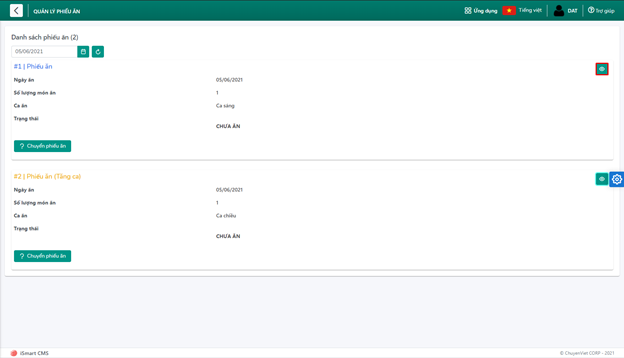 QUẢN LÝ PHIẾU ĂN
Ứng dụng
Tiếng việt
DAT
Trợ giúp
Danh sách phiếu ăn (2)
05/06/2021
#1 | Phiếu ăn
Ngày ăn 05/06/2021
Số lượng món ăn 1
Ca ăn Ca sáng
Trạng thái
CHƯA ĂN
Chuyển phiếu ăn
#2 | Phiếu ăn (Tăng ca)
Ngày ăn 05/06/2021
Số lượng món ăn 1
Ca ăn Ca chiều
Trạng thái
CHƯA ĂN
Chuyển phiếu ăn
iSmart CMS
© ChuyenViet CORP - 2021